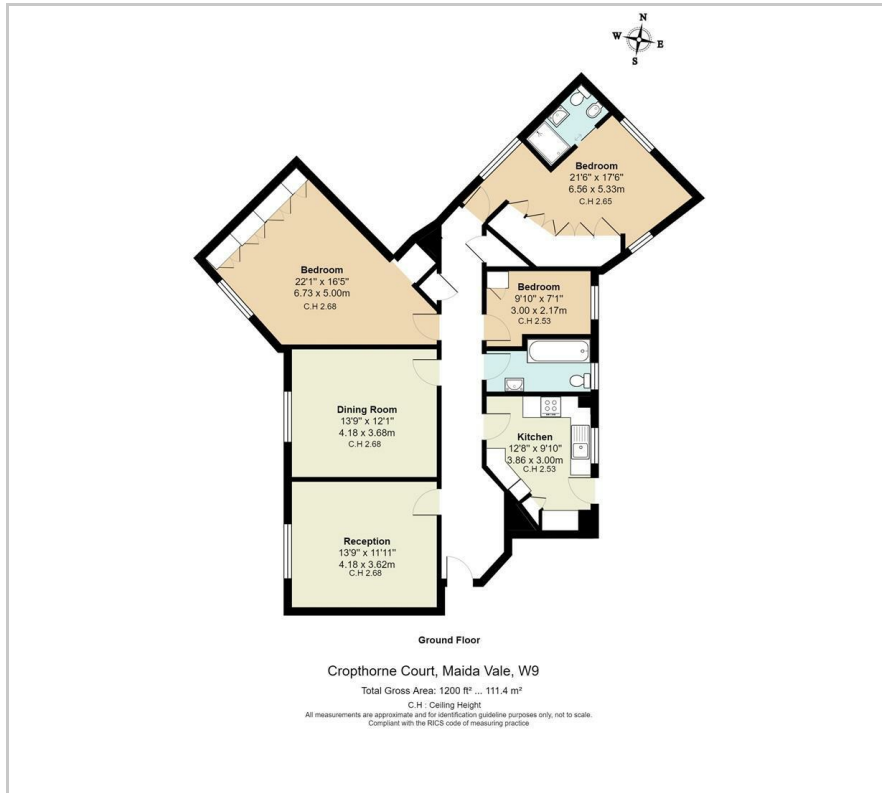 N
W E
S
Bedroom
21'6" x 17'6"
6.56 x 5.33m
C.H 2.65
Bedroom
22'1" x 16'5"
6.73 x 5.00m
C.H 2.68
Bedroom
9'10" x 7'1"
3.00 x 2.17m
C.H 2.53
Dining Room
13'9" x 12'1"
4.18 x 3.68m
C.H 2.68
Kitchen
12'8" x 9'10"
3.86 x 3.00m
C.H 2.53
Reception
13'9" x 11'11"
4.18 x 3.62m
C.H 2.68
Ground Floor
Cropthorne Court, Maida Vale, W9
Total Gross Area: 1200 ft² ... 111.4 m²
C.H : Ceiling Height
All measurements are approximate and for identification guideline purposes only, not to scale.
Compliant with the RICS code of measuring practice